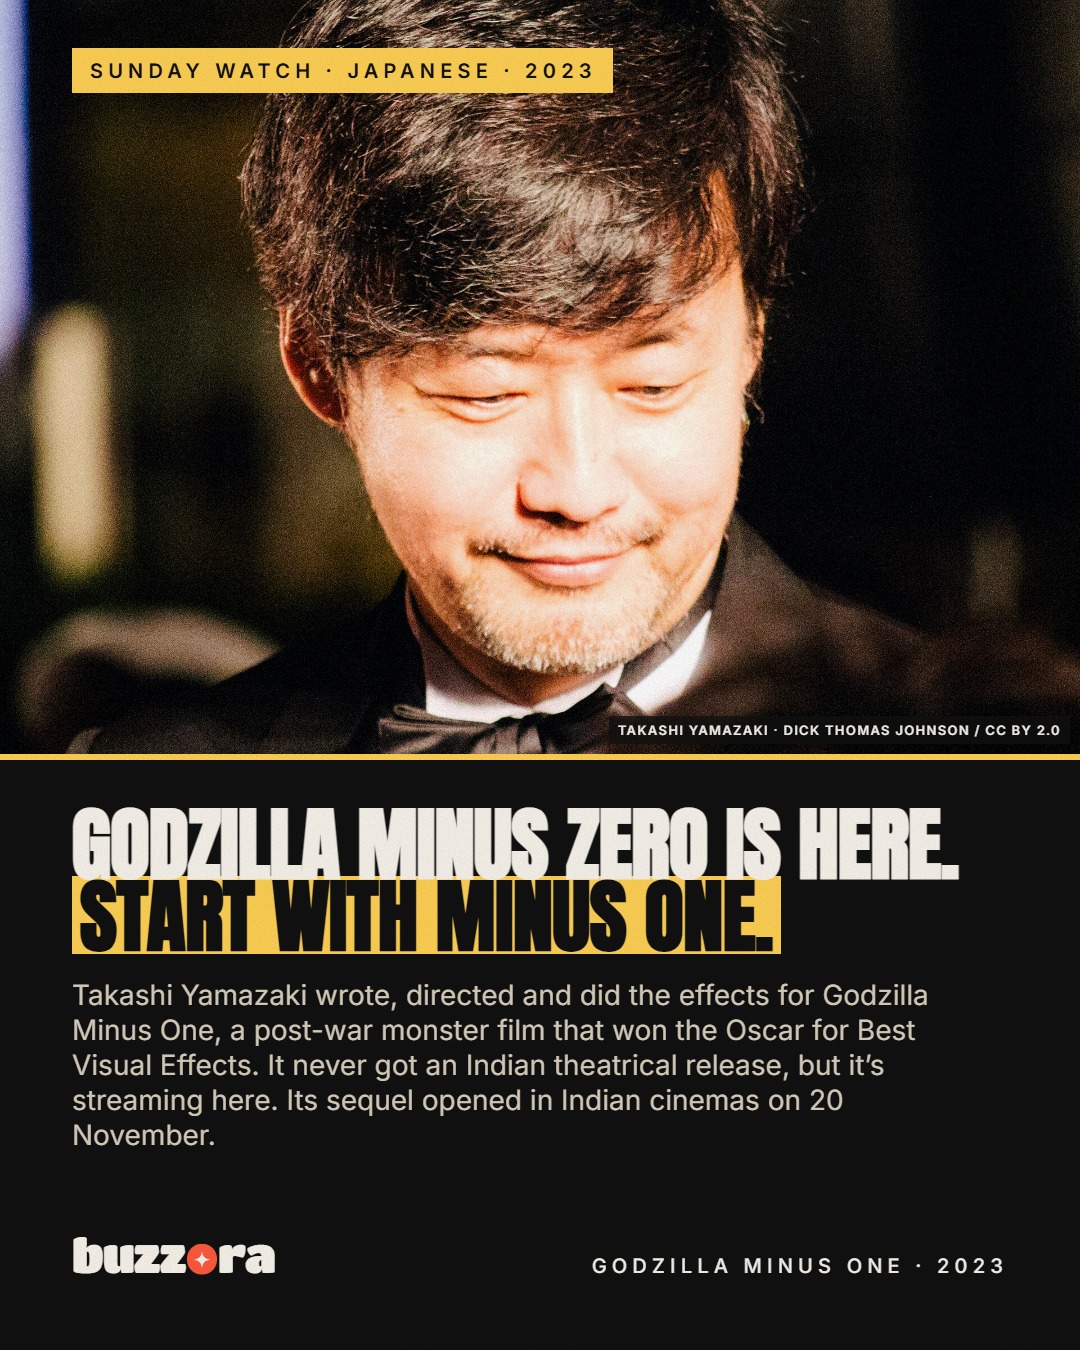 SUNDAY WATCH · JAPANESE · 2023
TAKASHI YAMAZAKI · DICK THOMAS JOHNSON / CC BY 2.0
GODZILLA MINUS ZERO IS HERE.
START WITH MINUS ONE.
Takashi Yamazaki wrote, directed and did the effects for Godzilla
Minus One, a post-war monster film that won the Oscar for Best
Visual Effects. It never got an Indian theatrical release, but it’s
streaming here. Its sequel opened in Indian cinemas on 20
November.
buzzora
GODZILLA MINUS ONE · 2023